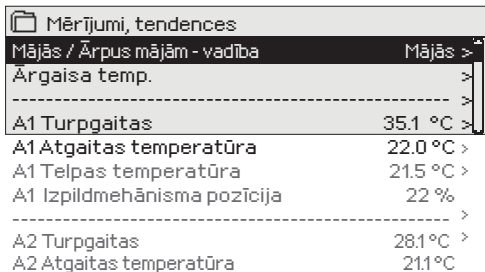 Mērījumi, tendences
Mājās / Ārpus mājām - vadība Mājās >
Ārgaisa temp. >
------------------------------------------------- >
A1 Turpgaitas 35.1 °C >
A1 Atgaitas temperatūra 22.0 °C >
A1 Telpas temperatūra 21.5 °C >
A1 Izpildmehānisma pozīcija 22 %
------------------------------------------------- >
A2 Turpgaitas 28.1 °C >
A2 Atgaitas temperatūra 21.1°C